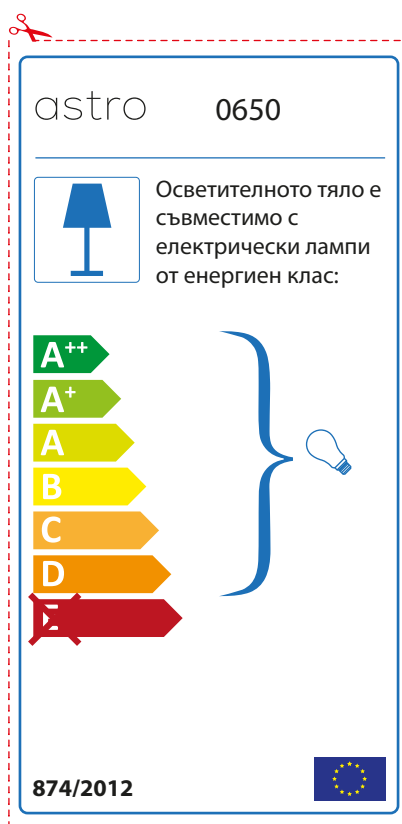 astro 0650
Осветителното тяло е
съвместимо с
електрически лампи
от енергиен клас:
A++
A+
A
B
C
D
E
874/2012